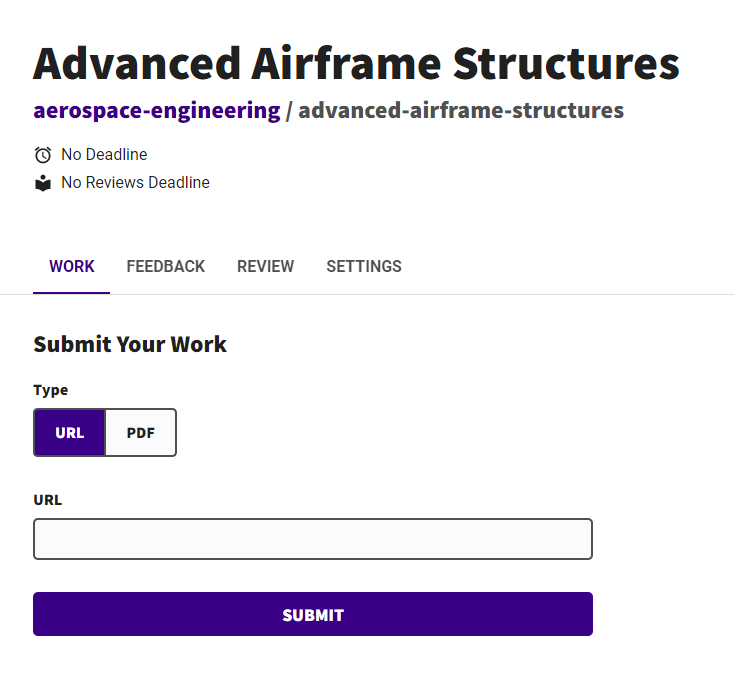 Advanced Airframe Structures
aerospace-engineering / advanced-airframe-structures
No Deadline
No Reviews Deadline
WORK FEEDBACK REVIEW SETTINGS
Submit Your Work
Type
URL PDF
URL
SUBMIT